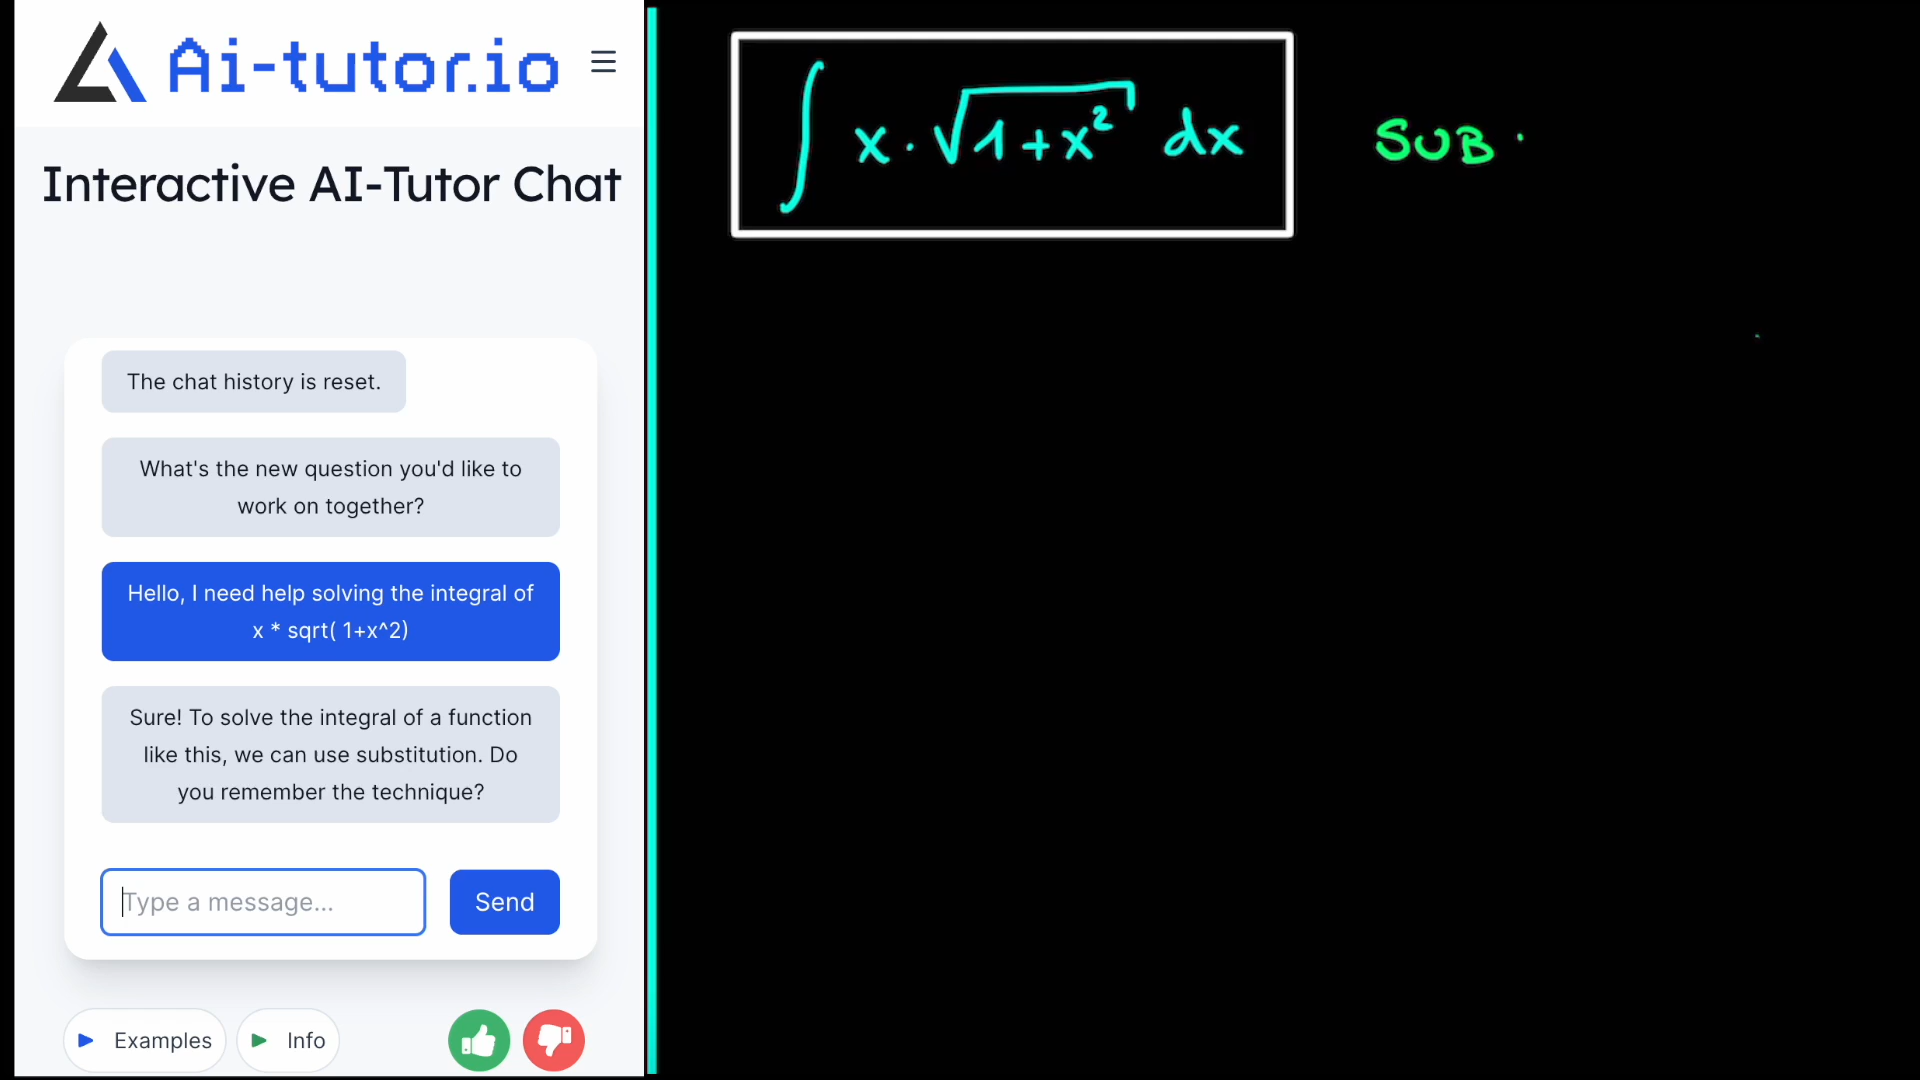 Ai-tutor.io
Interactive AI-Tutor Chat
The chat history is reset.
What's the new question you'd like to
work on together?
Hello, I need help solving the integral of
x * sqrt( 1+x^2)
Sure! To solve the integral of a function
like this, we can use substitution. Do
you remember the technique?
Type a message...
Send
Examples
Info
∫ x · √1+x² dx
SUB ·